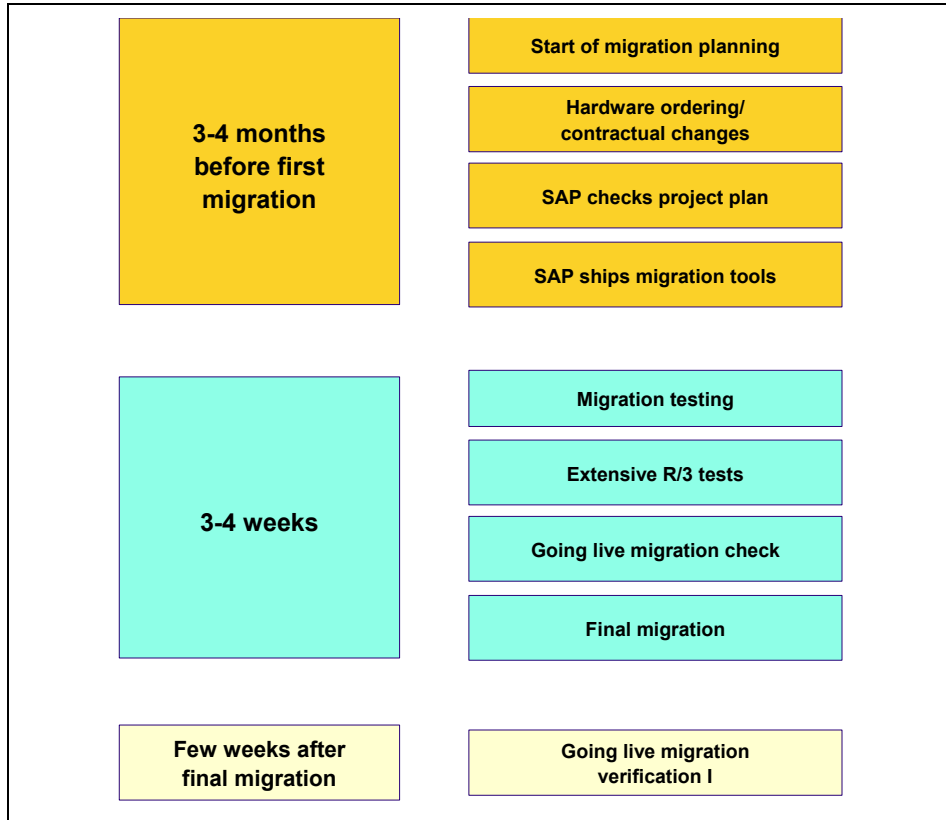 3-4 months
before first
migration
Start of migration planning
Hardware ordering/
contractual changes
SAP checks project plan
SAP ships migration tools
3-4 weeks
Migration testing
Extensive R/3 tests
Going live migration check
Final migration
Few weeks after
final migration
Going live migration
verification I